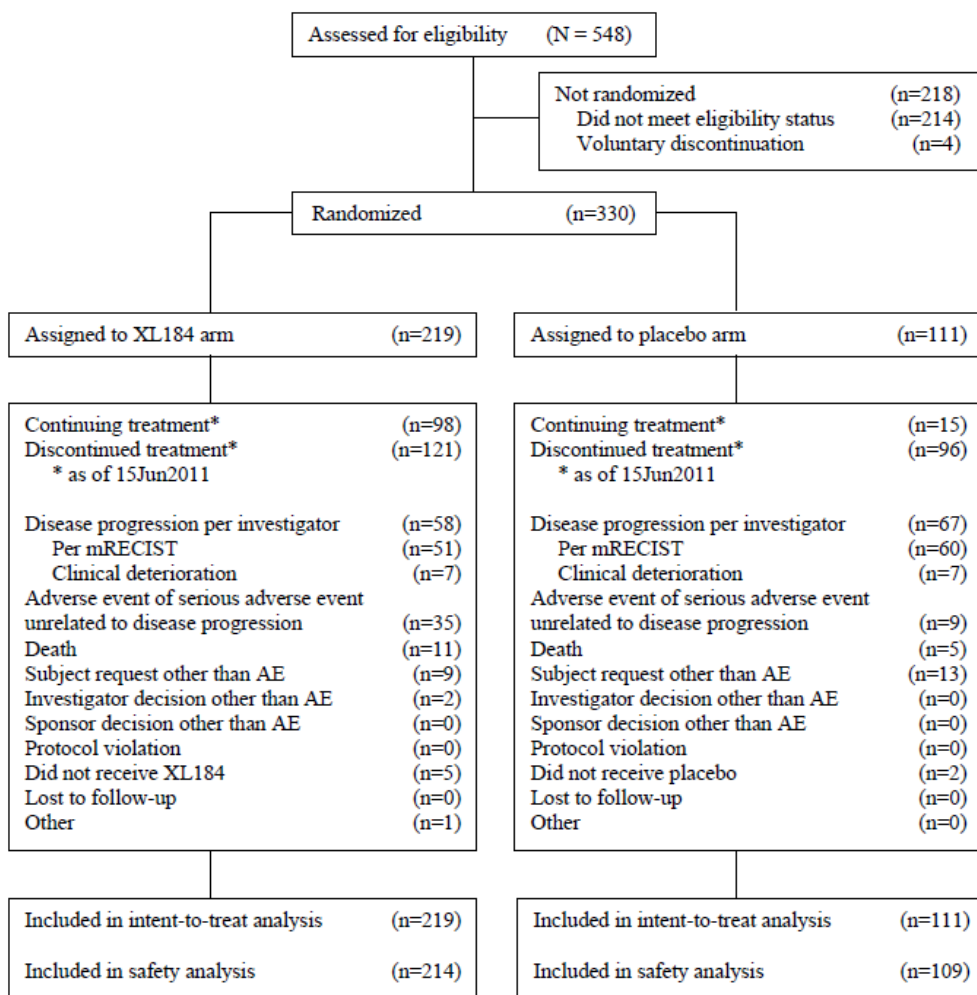 Assessed for eligibility (N = 548)
Not randomized (n=218)
Did not meet eligibility status (n=214)
Voluntary discontinuation (n=4)
Randomized (n=330)
Assigned to XL184 arm (n=219)
Assigned to placebo arm (n=111)
Continuing treatment* (n=98)
Discontinued treatment* (n=121)
* as of 15Jun2011
Disease progression per investigator (n=58)
Per mRECIST (n=51)
Clinical deterioration (n=7)
Adverse event of serious adverse event
unrelated to disease progression (n=35)
Death (n=11)
Subject request other than AE (n=9)
Investigator decision other than AE (n=2)
Sponsor decision other than AE (n=0)
Protocol violation (n=0)
Did not receive XL184 (n=5)
Lost to follow-up (n=0)
Other (n=1)
Continuing treatment* (n=15)
Discontinued treatment* (n=96)
* as of 15Jun2011
Disease progression per investigator (n=67)
Per mRECIST (n=60)
Clinical deterioration (n=7)
Adverse event of serious adverse event
unrelated to disease progression (n=9)
Death (n=5)
Subject request other than AE (n=13)
Investigator decision other than AE (n=0)
Sponsor decision other than AE (n=0)
Protocol violation (n=0)
Did not receive placebo (n=2)
Lost to follow-up (n=0)
Other (n=0)
Included in intent-to-treat analysis (n=219)
Included in safety analysis (n=214)
Included in intent-to-treat analysis (n=111)
Included in safety analysis (n=109)